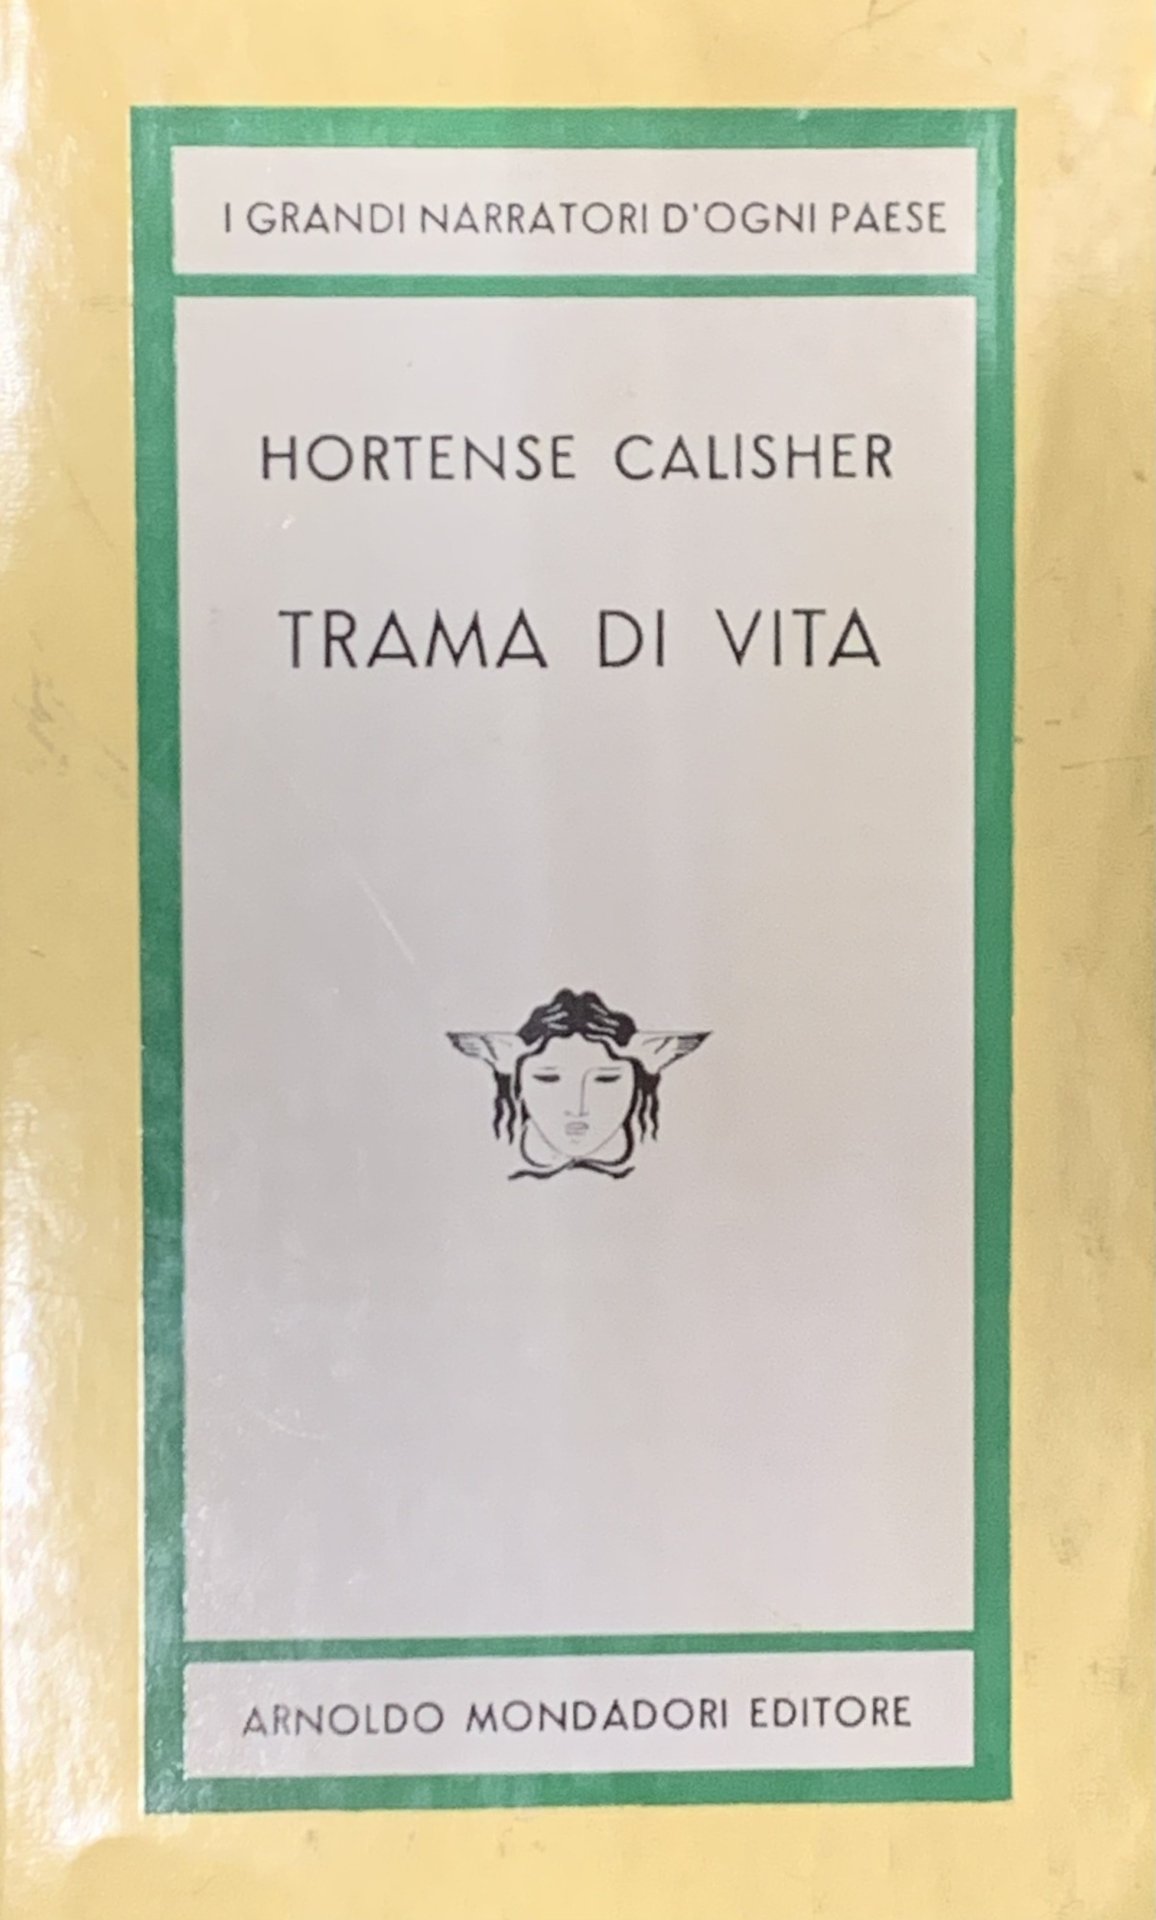 I GRANDI NARRATORI D'OGNI PAESE
HORTENSE CALISHER
TRAMA DI VITA
ARNOLDO MONDADORI EDITORE